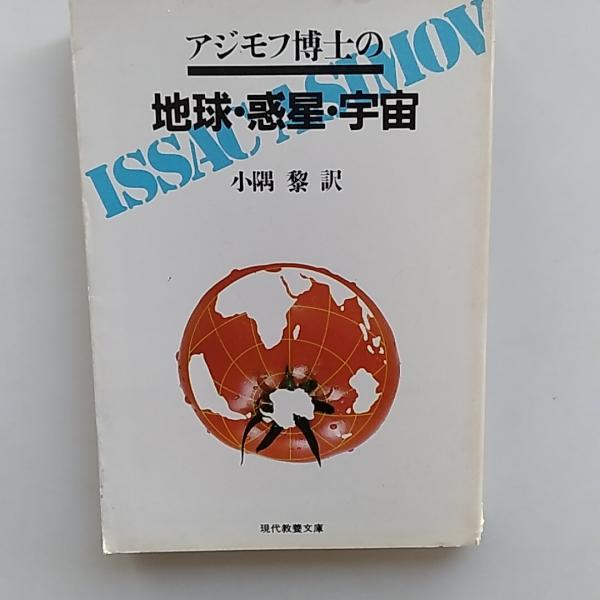 アジモフ博士の
ISSAC ASIMOV
地球・惑星・宇宙
小隅 黎 訳
現代教養文庫